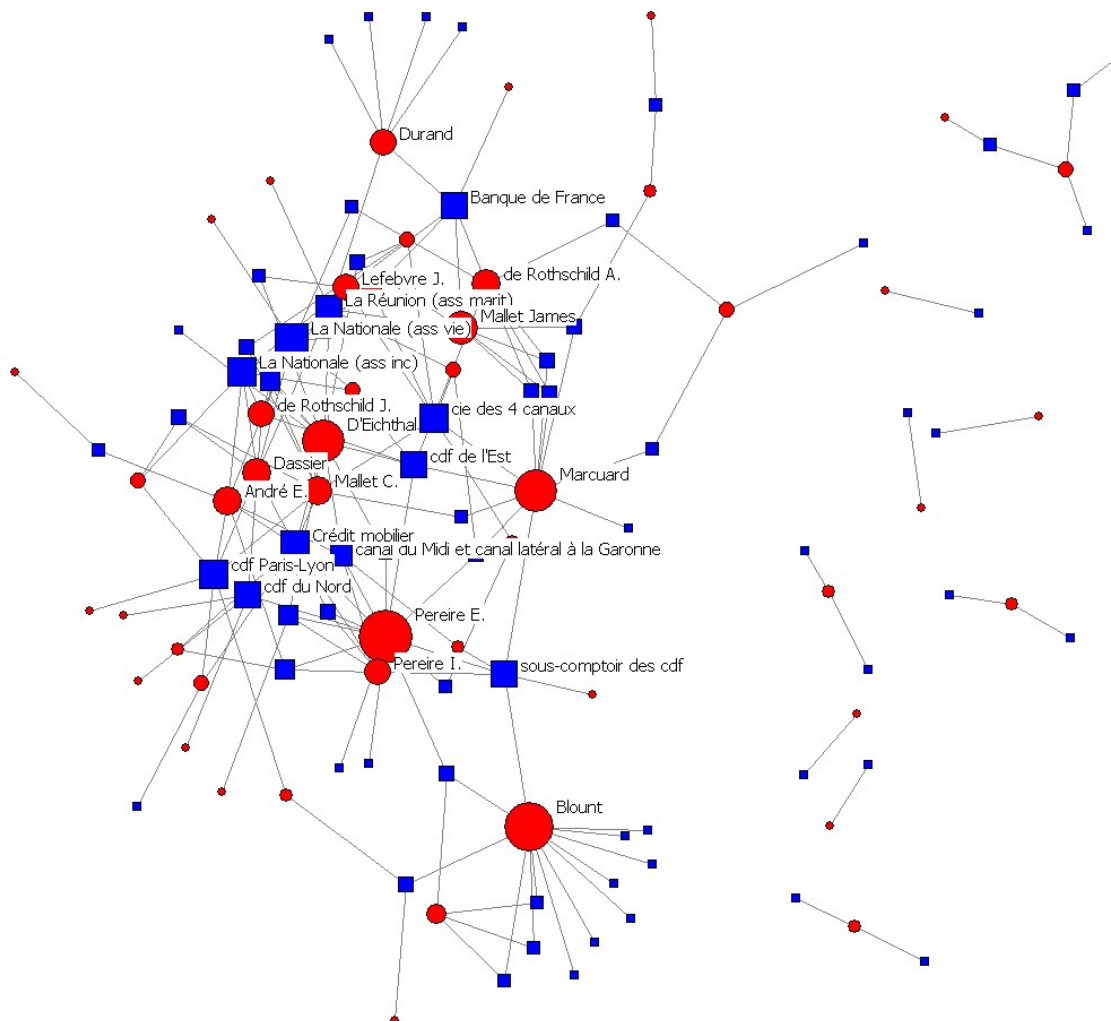 Durand
Banque de France
Lefebvre J.
de Rothschild A.
La Réunion (ass marit)
Mallet James
La Nationale (ass vie)
La Nationale (ass inc)
de Rothschild J.
cie des 4 canaux
D'Eichthal
cdf de l'Est
Dassier
Marcuard
Mallet C.
André E.
Crédit mobilier
canal du Midi et canal latéral à la Garonne
cdf Paris-Lyon
cdf du Nord
Pereire E.
Pereire I.
sous-comptoir des cdf
Blount